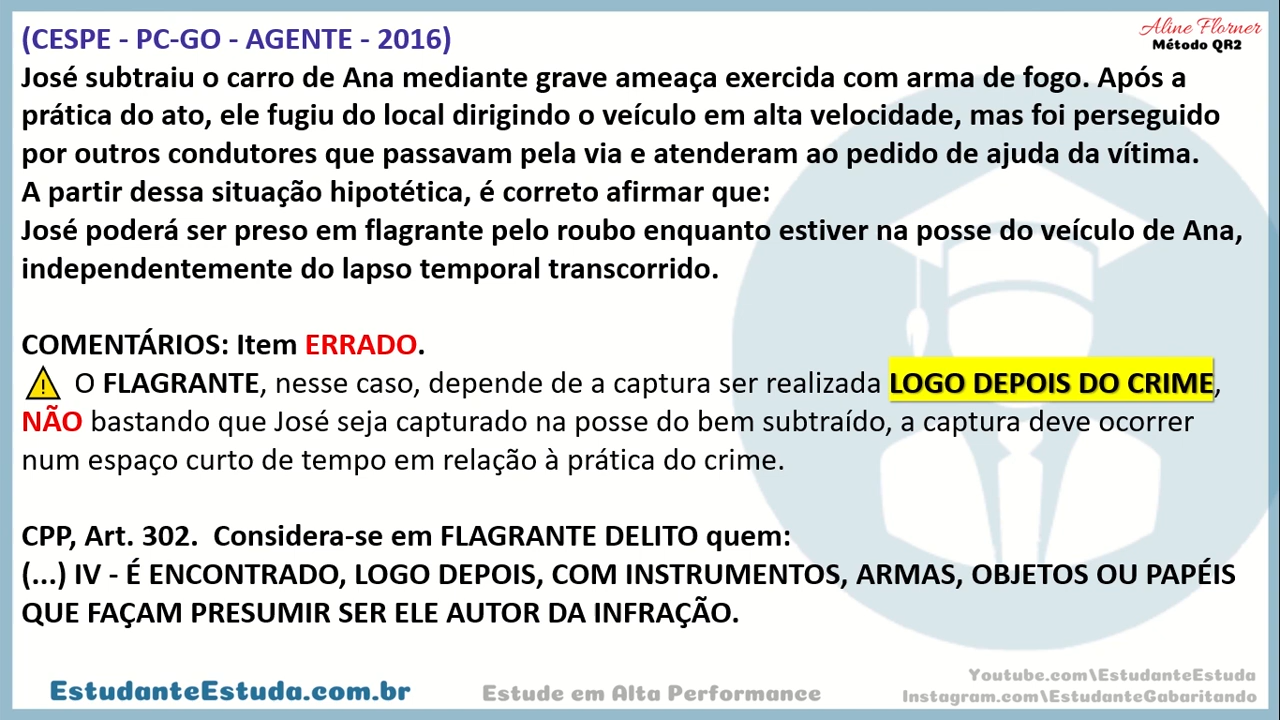 Aline Florner
Método QR2
(CESPE - PC-GO - AGENTE - 2016)
José subtraiu o carro de Ana mediante grave ameaça exercida com arma de fogo. Após a
prática do ato, ele fugiu do local dirigindo o veículo em alta velocidade, mas foi perseguido
por outros condutores que passavam pela via e atenderam ao pedido de ajuda da vítima.
A partir dessa situação hipotética, é correto afirmar que:
José poderá ser preso em flagrante pelo roubo enquanto estiver na posse do veículo de Ana,
independentemente do lapso temporal transcorrido.
COMENTÁRIOS: Item ERRADO.
O FLAGRANTE, nesse caso, depende de a captura ser realizada LOGO DEPOIS DO CRIME,
NÃO bastando que José seja capturado na posse do bem subtraído, a captura deve ocorrer
num espaço curto de tempo em relação à prática do crime.
CPP, Art. 302. Considera-se em FLAGRANTE DELITO quem:
(...) IV - É ENCONTRADO, LOGO DEPOIS, COM INSTRUMENTOS, ARMAS, OBJETOS OU PAPÉIS
QUE FAÇAM PRESUMIR SER ELE AUTOR DA INFRAÇÃO.
EstudanteEstuda.com.br
Estude em Alta Performance
Youtube.com\EstudanteEstuda
Instagram.com\EstudanteGabaritando